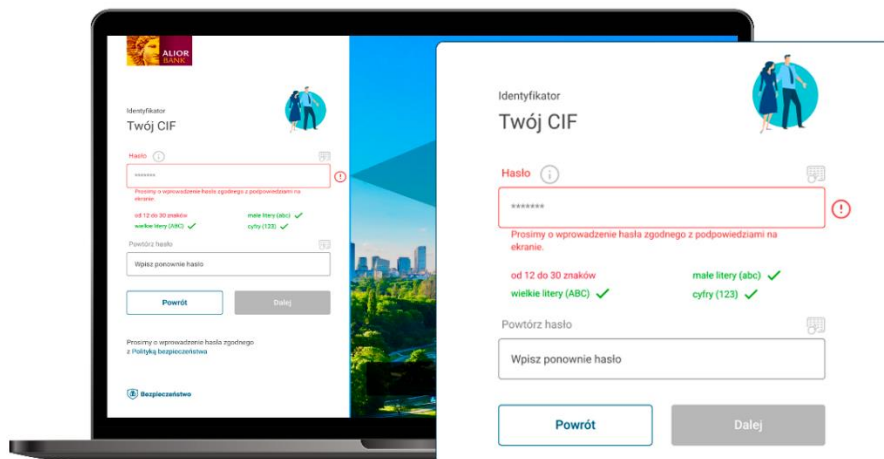 ALIOR
BANK
Identyfikator
Twój CIF
Hasło
*******
Prosimy o wprowadzenie hasła zgodnego z podpowiedziami na
ekranie.
od 12 do 30 znaków
małe litery (abc)
wielkie litery (ABC)
cyfry (123)
Powtórz hasło
Wpisz ponownie hasło
Powrót
Dalej
Prosimy o wprowadzenie hasła zgodnego
z Polityką bezpieczeństwa
Bezpieczeństwo
Identyfikator
Twój CIF
Hasło
*******
Prosimy o wprowadzenie hasła zgodnego z podpowiedziami na
ekranie.
od 12 do 30 znaków
małe litery (abc)
wielkie litery (ABC)
cyfry (123)
Powtórz hasło
Wpisz ponownie hasło
Powrót
Dalej